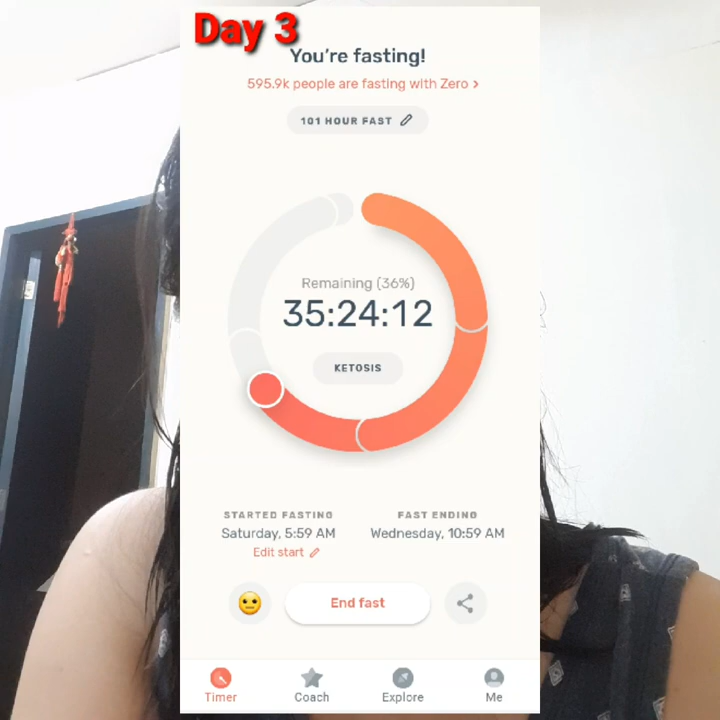 Day 3
You're fasting!
595.9k people are fasting with Zero >
101 HOUR FAST
Remaining (36%)
35:24:12
KETOSIS
STARTED FASTING
Saturday, 5:59 AM
Edit start
FAST ENDING
Wednesday, 10:59 AM
End fast
Timer
Coach
Explore
Me